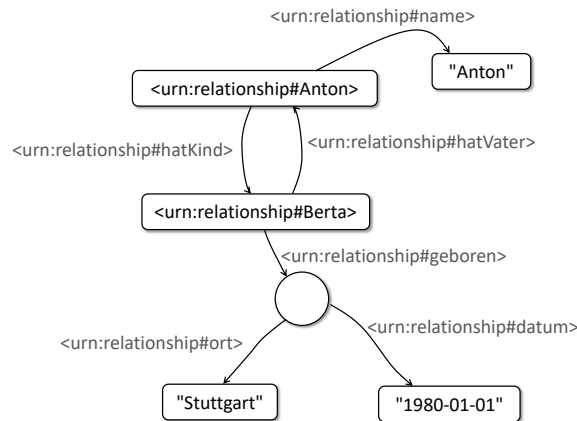 <urn:relationship#name>
"Anton"
<urn:relationship#Anton>
<urn:relationship#hatKind>
<urn:relationship#hatVater>
<urn:relationship#Berta>
<urn:relationship#geboren>
<urn:relationship#datum>
<urn:relationship#ort>
"Stuttgart"
"1980-01-01"